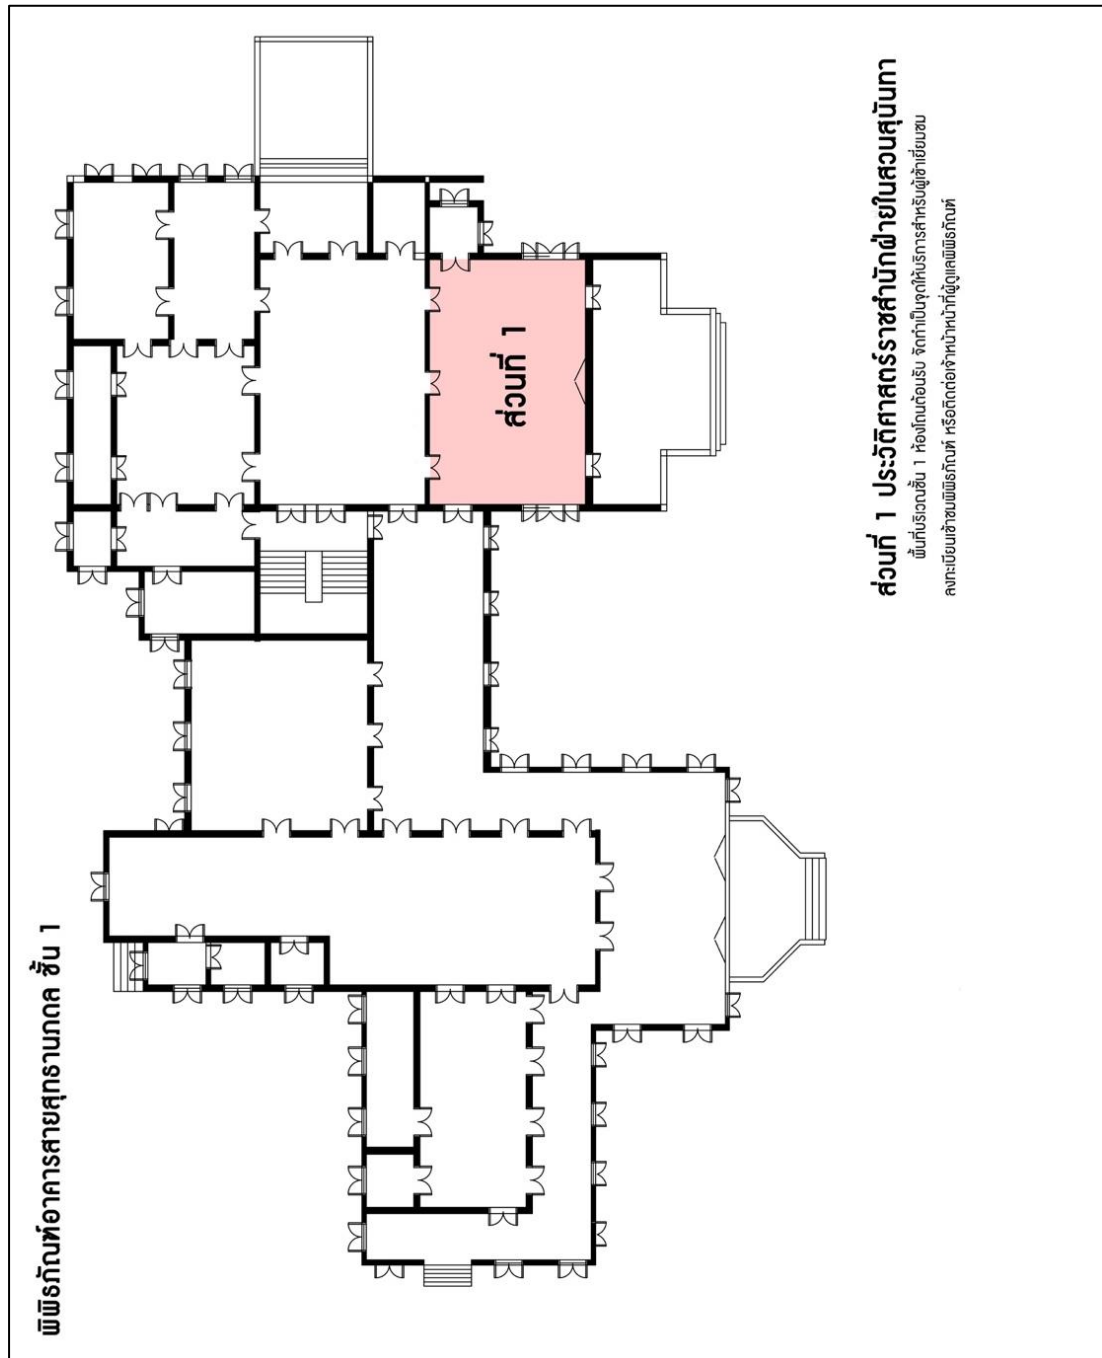 พิพิธภัณฑ์อาคารสายสุทธานภดล ชั้น 1
ส่วนที่ 1
ส่วนที่ 1 ประวัติศาสตร์ราชสำนักฝ่ายในสวนสุนันทา
พื้นที่บริเวณชั้น 1 ห้องโถงต้อนรับ จัดทำเป็นจุดให้บริการสำหรับผู้เข้าเยี่ยมชม
ลงทะเบียนเข้าชมพิพิธภัณฑ์ หรือติดต่อเจ้าหน้าหน้าที่ผู้ดูแลพิพิธภัณฑ์